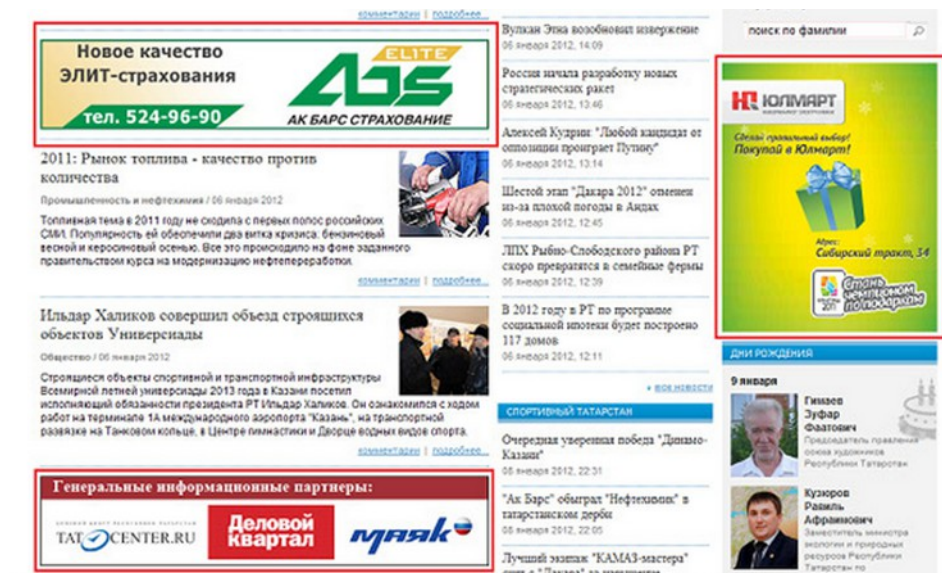 комментарии | подробнее...
Новое качество
ЭЛИТ-страхования
тел. 524-96-90
ELITE
АК БАРС СТРАХОВАНИЕ
2011: Рынок топлива - качество против
количества
Промышленность и нефтехимия / 06 января 2012
Топливная тема в 2011 году не сходила с первых полос российских
СМИ. Популярность ей обеспечили два витка кризиса: бензиновый
весной и керосиновый осенью. Все это происходило на фоне заданного
правительством курса на модернизацию нефтепереработки.
комментарии | подробнее...
Ильдар Халиков совершил объезд строящихся
объектов Универсиады
Общество / 06 января 2012
Строящиеся объекты спортивной и транспортной инфраструктуры
Всемирной летней универсиады 2013 года в Казани посетил
исполняющий обязанности президента РТ Ильдар Халиков. Он ознакомился с ходом
работ на терминале 1А международного аэропорта "Казань", на транспортной
развязке на Танковом кольце, в Центре гимнастики и Дворце водных видов спорта.
комментарии | подробнее...
Генеральные информационные партнеры:
ДЕЛОВОЙ ЦЕНТР РЕСПУБЛИКИ ТАТАРСТАН
TATCENTER.RU
Деловой
квартал
маяк
Вулкан Этна возобновил извержение
06 января 2012, 14:09
Россия начала разработку новых
стратегических ракет
06 января 2012, 13:46
Алексей Кудрин: "Любой кандидат от
оппозиции проиграет Путину"
06 января 2012, 13:14
Шестой этап "Дакара 2012" отменен
из-за плохой погоды в Андах
06 января 2012, 12:45
ЛПХ Рыбно-Слободского района РТ
скоро превратятся в семейные фермы
06 января 2012, 12:39
В 2012 году в РТ по программе
социальной ипотеки будет построено
117 домов
06 января 2012, 12:11
все новости
СПОРТИВНЫЙ ТАТАРСТАН
Очередная уверенная победа "Динамо-
Казани"
06 января 2012, 22:31
"Ак Барс" обыграл "Нефтехимик" в
татарстанском дерби
06 января 2012, 22:05
Лучший экипаж "КАМАЗ-мастера"
поиск по фамилии
ЮЛМАРТ
Сделай правильный выбор!
Покупай в Юлмарт!
Адрес:
Сибирский тракт, 34
Стань
чемпионом
по подаркам
2011
ДНИ РОЖДЕНИЯ
9 января
Гимаев
Зуфар
Фаатович
Председатель правления
союза художников
Республики Татарстан
Кузюров
Равиль
Афраимович
Заместитель министра
экологии и природных
ресурсов Республики
Татарстан по